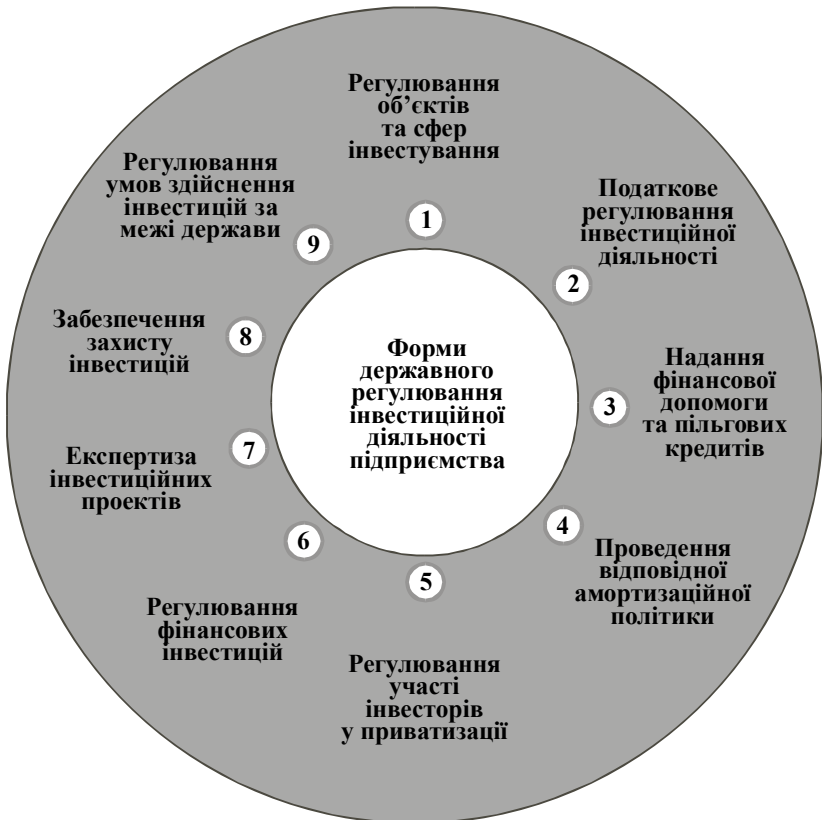 Форми
державного
регулювання
інвестиційної
діяльності
підприємства
1
Регулювання
об’єктів
та сфер
інвестування
2
Податкове
регулювання
інвестиційної
діяльності
3
Надання
фінансової
допомоги
та пільгових
кредитів
4
Проведення
відповідної
амортизаційної
політики
5
Регулювання
участі
інвесторів
у приватизації
6
Регулювання
фінансових
інвестицій
7
Експертиза
інвестиційних
проектів
8
Забезпечення
захисту
інвестицій
9
Регулювання
умов здійснення
інвестицій за
межі держави